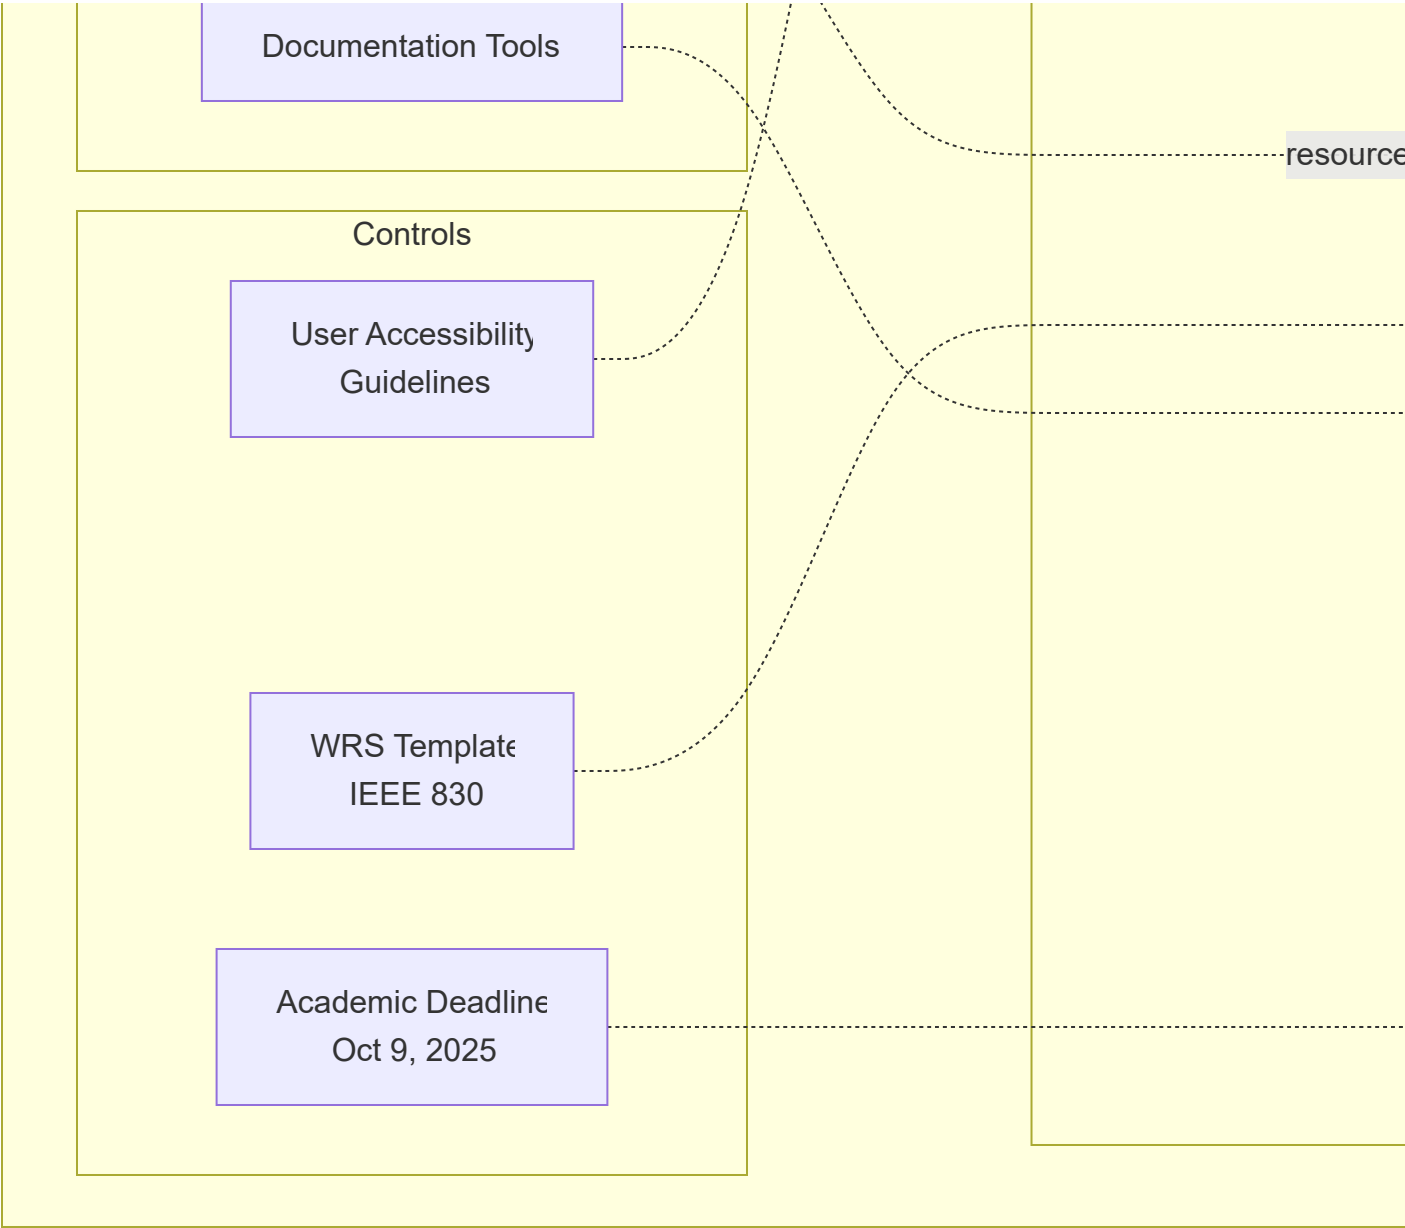 Documentation Tools
resource
Controls
User Accessibility
Guidelines
WRS Template
IEEE 830
Academic Deadline
Oct 9, 2025